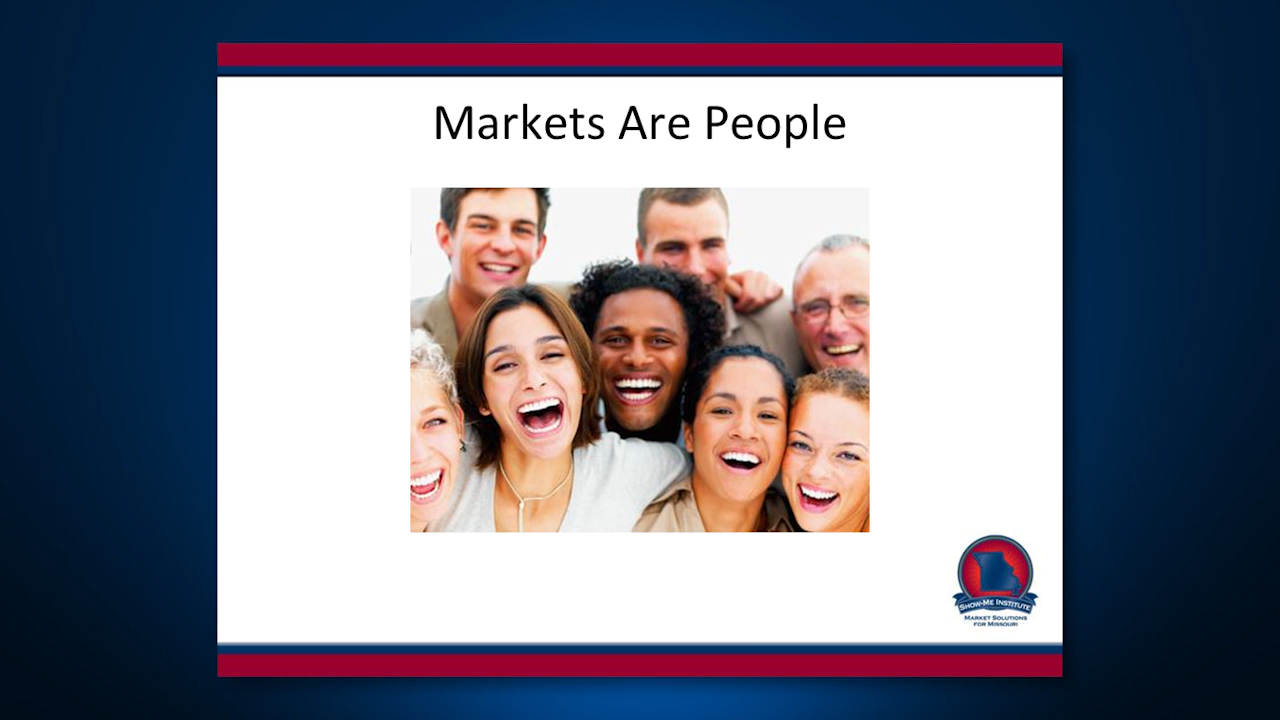 Markets Are People
SHOW-ME INSTITUTE
MARKET SOLUTIONS
FOR MISSOURI